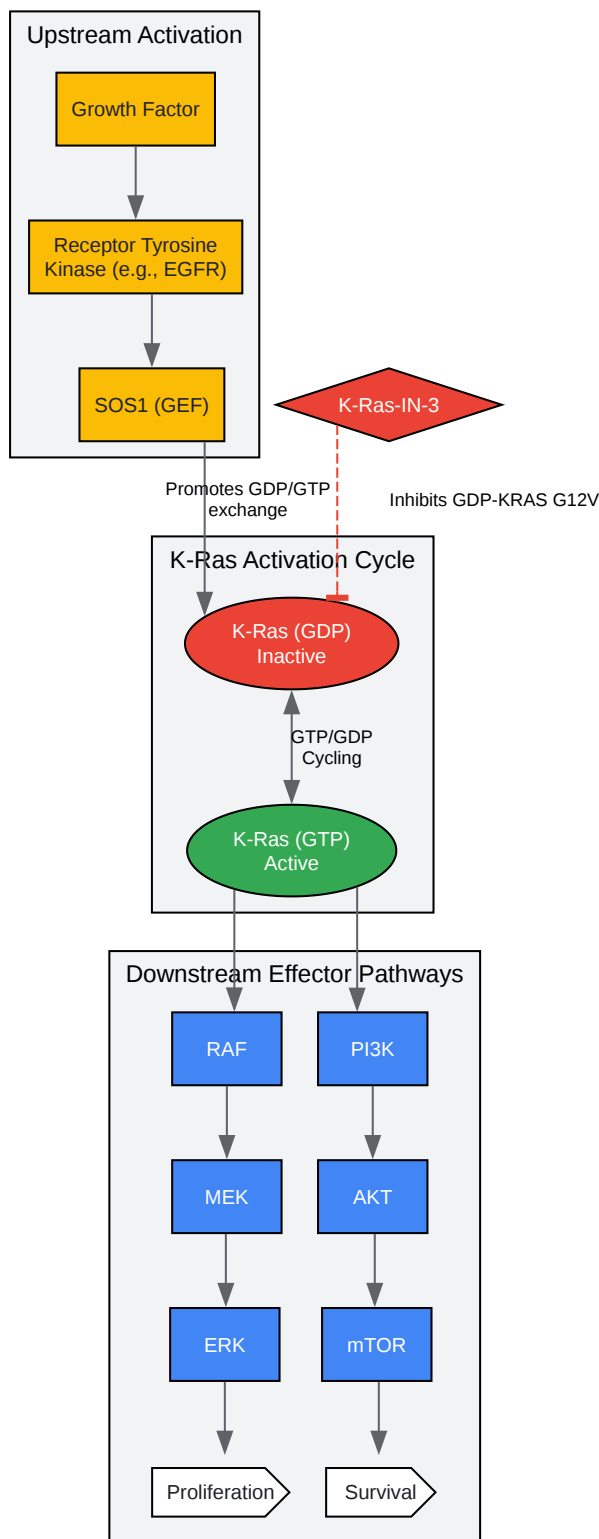 Upstream Activation
Growth Factor
Receptor Tyrosine
Kinase (e.g., EGFR)
SOS1 (GEF)
K-Ras-IN-3
Promotes GDP/GTP
exchange
Inhibits GDP-KRAS G12V
K-Ras Activation Cycle
K-Ras (GDP)
Inactive
GTP/GDP
Cycling
K-Ras (GTP)
Active
Downstream Effector Pathways
RAF
PI3K
MEK
AKT
ERK
mTOR
Proliferation
Survival